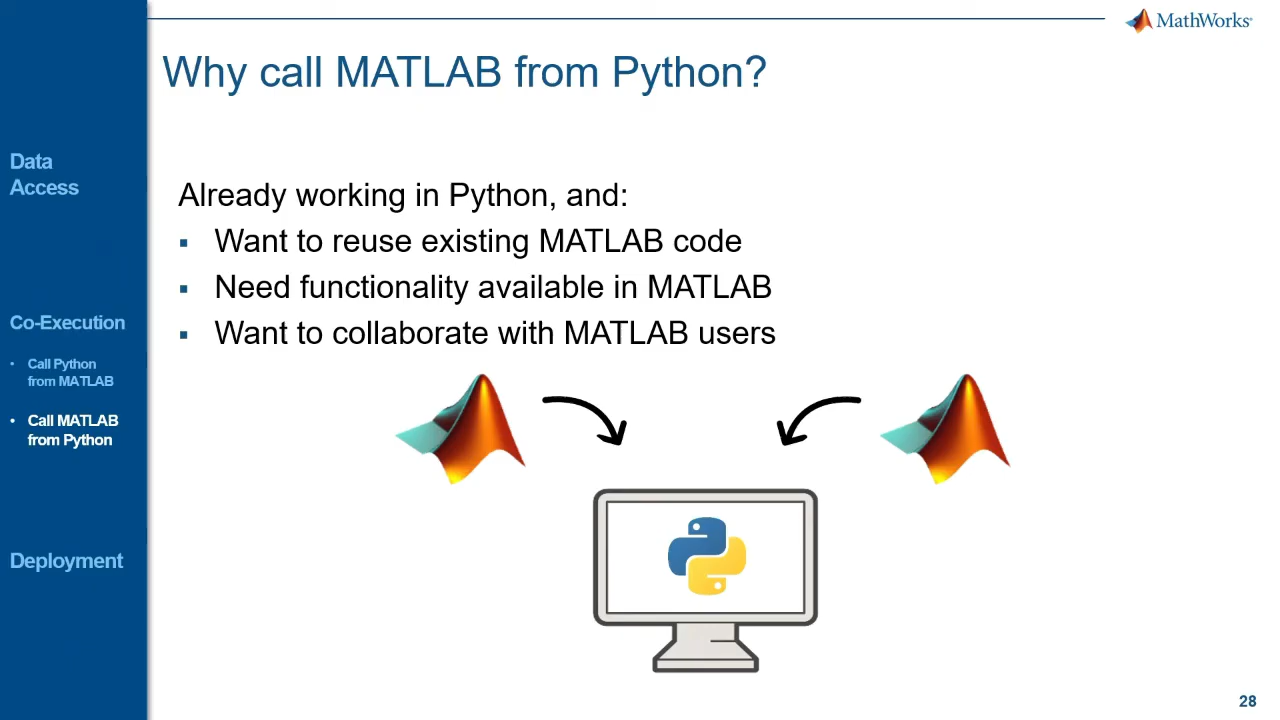 MathWorks®
Why call MATLAB from Python?
Data
Access
Co-Execution
• Call Python
from MATLAB
• Call MATLAB
from Python
Deployment
Already working in Python, and:
▪ Want to reuse existing MATLAB code
▪ Need functionality available in MATLAB
▪ Want to collaborate with MATLAB users
28